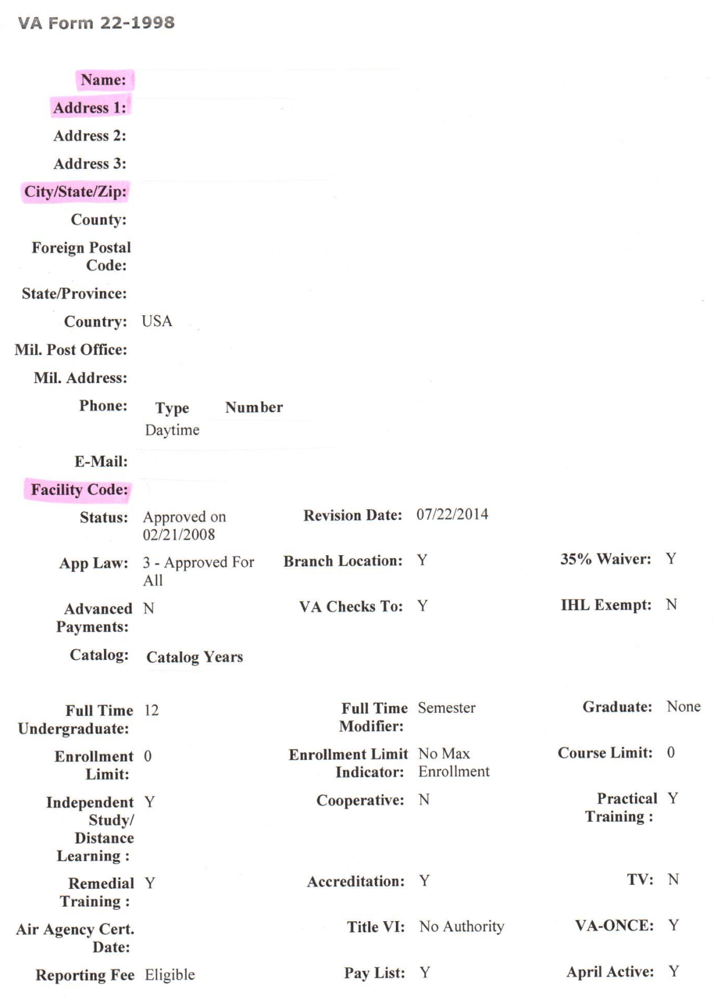 VA Form 22-1998
Name:
Address 1:
Address 2:
Address 3:
City/State/Zip:
County:
Foreign Postal
Code:
State/Province:
Country: USA
Mil. Post Office:
Mil. Address:
Phone: Type Number
Daytime
E-Mail:
Facility Code:
Status: Approved on Revision Date: 07/22/2014
02/21/2008
App Law: 3 - Approved For Branch Location: Y 35% Waiver: Y
All
Advanced N VA Checks To: Y IHL Exempt: N
Payments:
Catalog: Catalog Years
Full Time 12 Full Time Semester Graduate: None
Undergraduate: Modifier:
Enrollment 0 Enrollment Limit No Max Course Limit: 0
Limit: Indicator: Enrollment
Independent Y Cooperative: N Practical Y
Study/ Training :
Distance
Learning :
Remedial Y Accreditation: Y TV: N
Training :
Air Agency Cert. Title VI: No Authority VA-ONCE: Y
Date:
Reporting Fee Eligible Pay List: Y April Active: Y